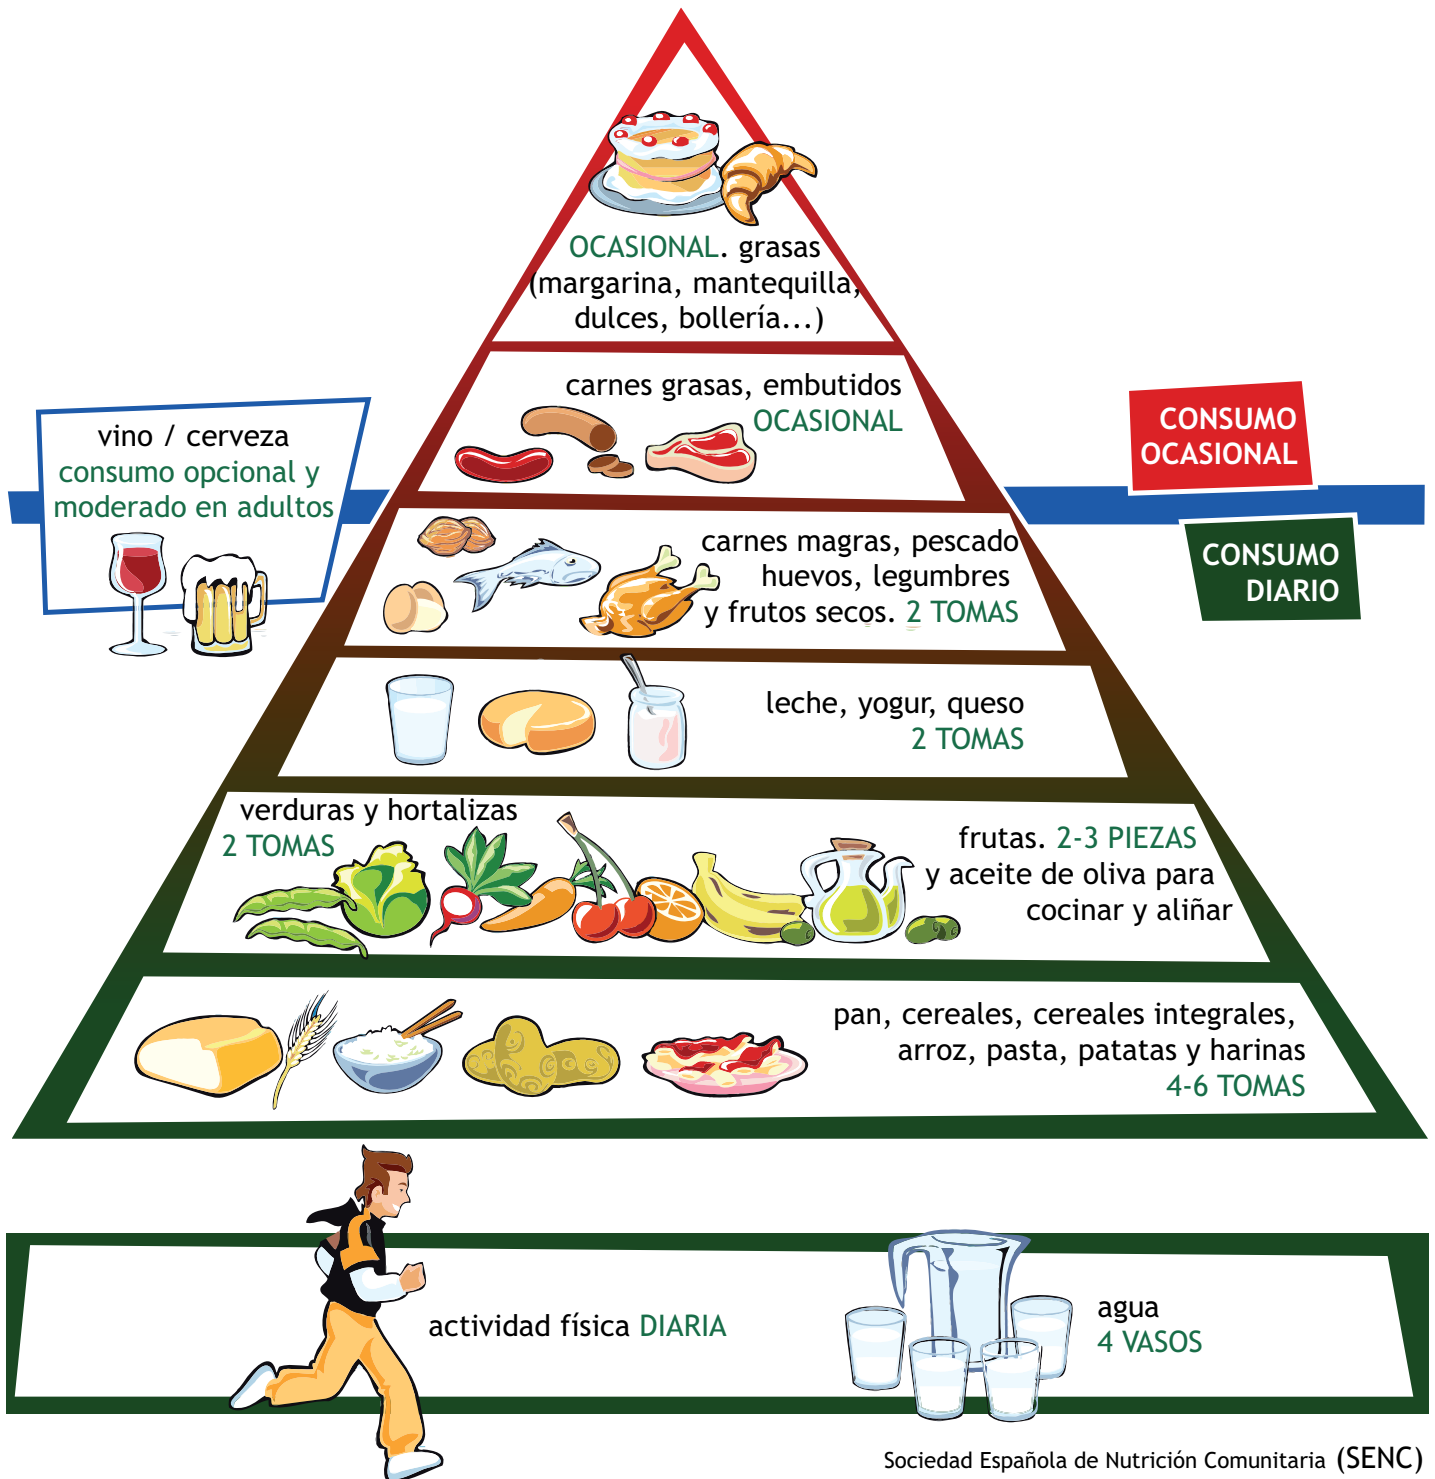 OCASIONAL. grasas
(margarina, mantequilla,
dulces, bollería...)
carnes grasas, embutidos
OCASIONAL
vino / cerveza
consumo opcional y
moderado en adultos
CONSUMO
OCASIONAL
CONSUMO
DIARIO
carnes magras, pescado
huevos, legumbres
y frutos secos. 2 TOMAS
leche, yogur, queso
2 TOMAS
verduras y hortalizas
2 TOMAS
frutas. 2-3 PIEZAS
y aceite de oliva para
cocinar y aliñar
pan, cereales, cereales integrales,
arroz, pasta, patatas y harinas
4-6 TOMAS
actividad física DIARIA
agua
4 VASOS
Sociedad Española de Nutrición Comunitaria (SENC)